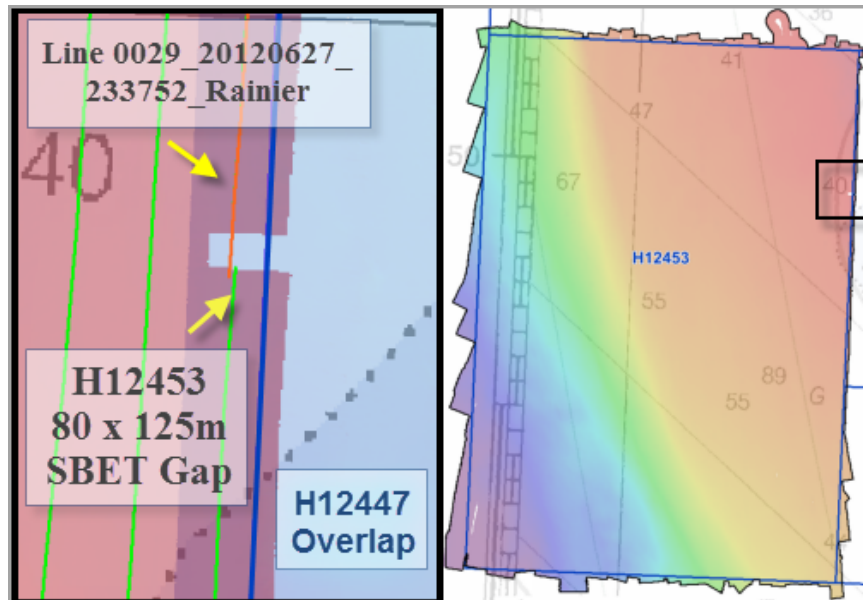 Line 0029_20120627_
233752_Rainier
40
H12453
80 x 125m
SBET Gap
H12447
Overlap
36
41
47
50
67
40
H12453
55
89
55
G